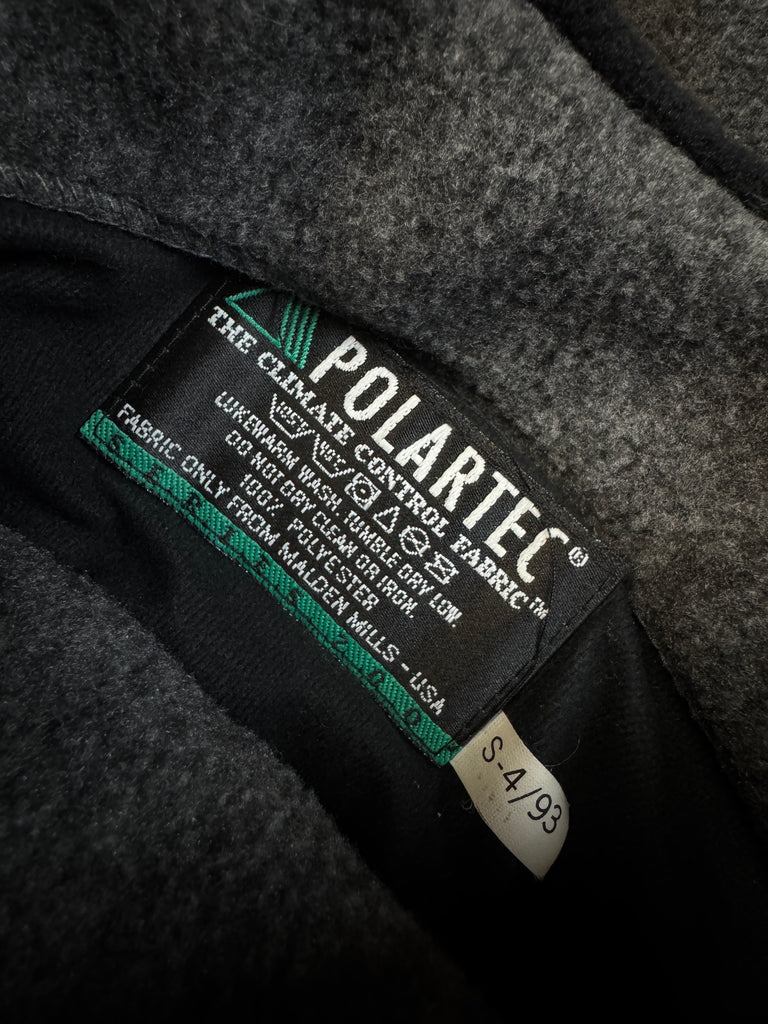 POLARTEC®
THE CLIMATE CONTROL FABRIC™
LUKEWARM WASH, TUMBLE DRY LOW.
DO NOT DRY CLEAN OR IRON.
100% POLYESTER
FABRIC ONLY FROM MALDEN MILLS - USA
SERIES 200
S-4/93